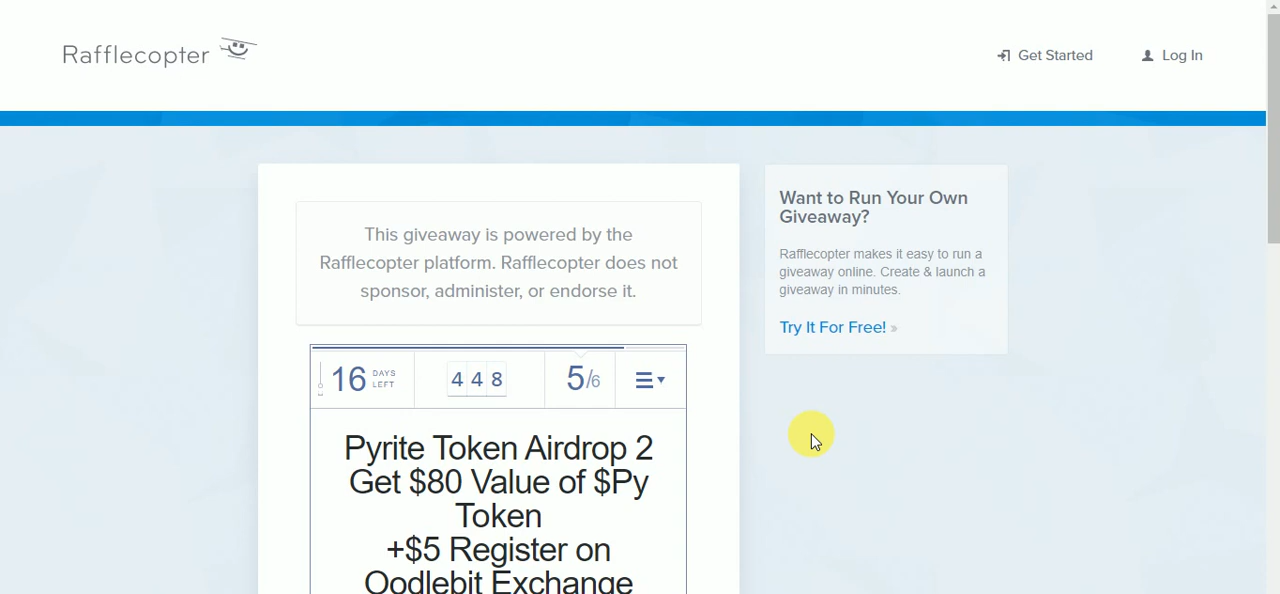 Rafflecopter
Get Started
Log In
This giveaway is powered by the
Rafflecopter platform. Rafflecopter does not
sponsor, administer, or endorse it.
Want to Run Your Own
Giveaway?
Rafflecopter makes it easy to run a
giveaway online. Create & launch a
giveaway in minutes.
Try It For Free! »
16 DAYS LEFT
448
5/6
Pyrite Token Airdrop 2
Get $80 Value of $Py
Token
+$5 Register on
Oodlebit Exchange